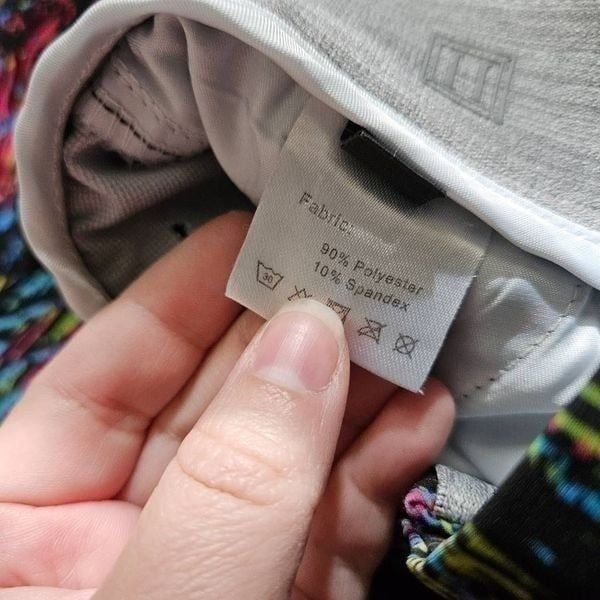 Fabric:
90% Polyester
10% Spandex
30